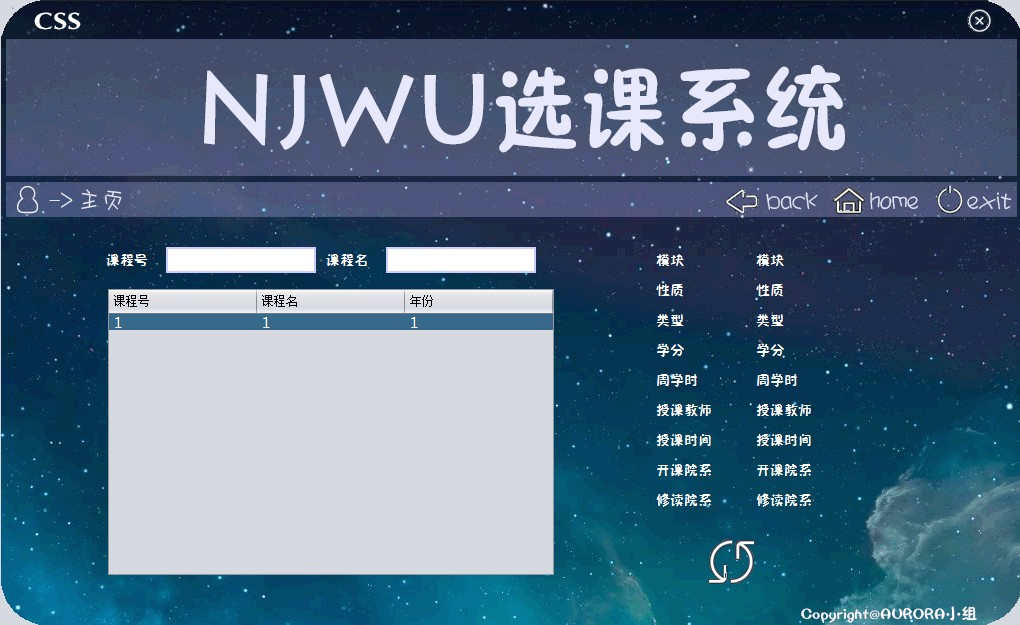 CSS
NJWU选课系统
-> 主页 back home exit
课程号 课程名
课程号 课程名 年份
1 1 1
模块 模块
性质 性质
类型 类型
学分 学分
周学时 周学时
授课教师 授课教师
授课时间 授课时间
开课院系 开课院系
修读院系 修读院系
Copyright@AURORA小组